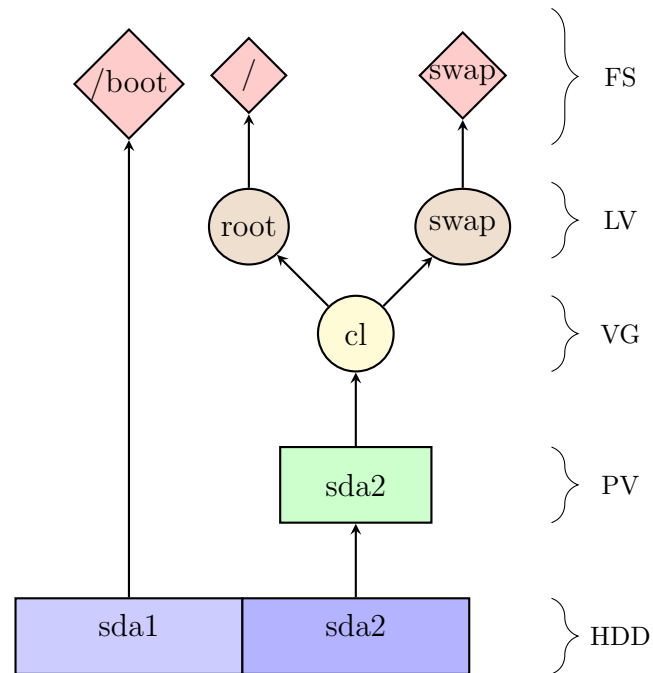 /boot
/
swap
FS
root
swap
LV
cl
VG
sda2
PV
sda1
sda2
HDD